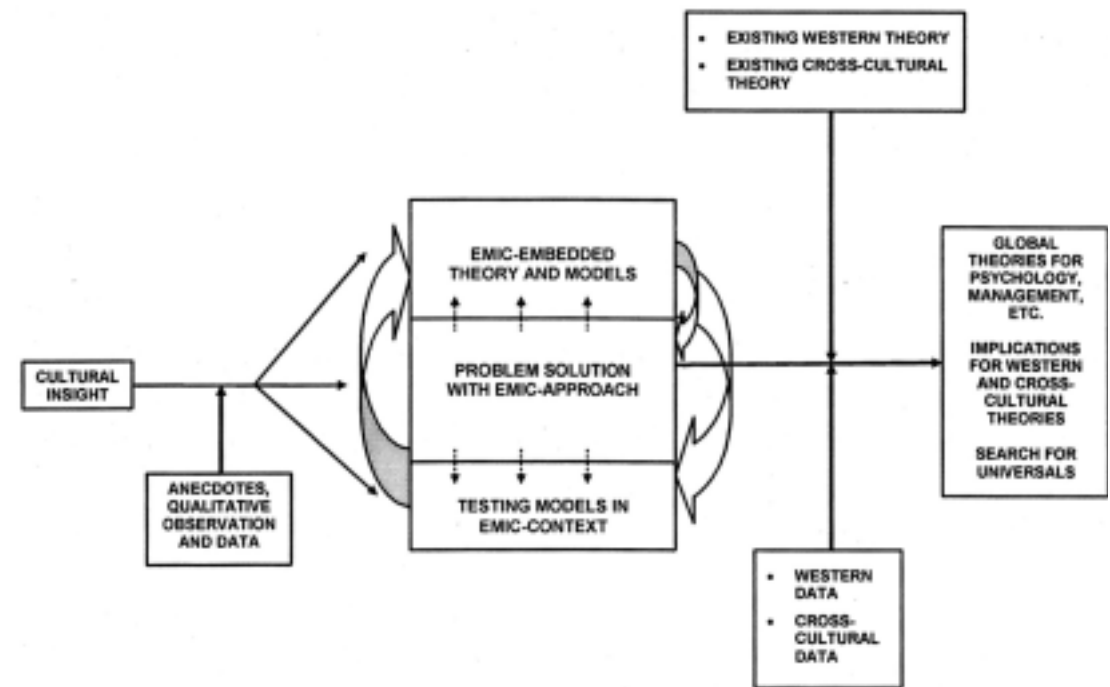 • EXISTING WESTERN THEORY
• EXISTING CROSS-CULTURAL
THEORY
EMIC-EMBEDDED
THEORY AND MODELS
PROBLEM SOLUTION
WITH EMIC-APPROACH
TESTING MODELS IN
EMIC-CONTEXT
CULTURAL
INSIGHT
ANECDOTES,
QUALITATIVE
OBSERVATION
AND DATA
GLOBAL
THEORIES FOR
PSYCHOLOGY,
MANAGEMENT,
ETC.
IMPLICATIONS
FOR WESTERN
AND CROSS-
CULTURAL
THEORIES
SEARCH FOR
UNIVERSALS
• WESTERN
DATA
• CROSS-
CULTURAL
DATA